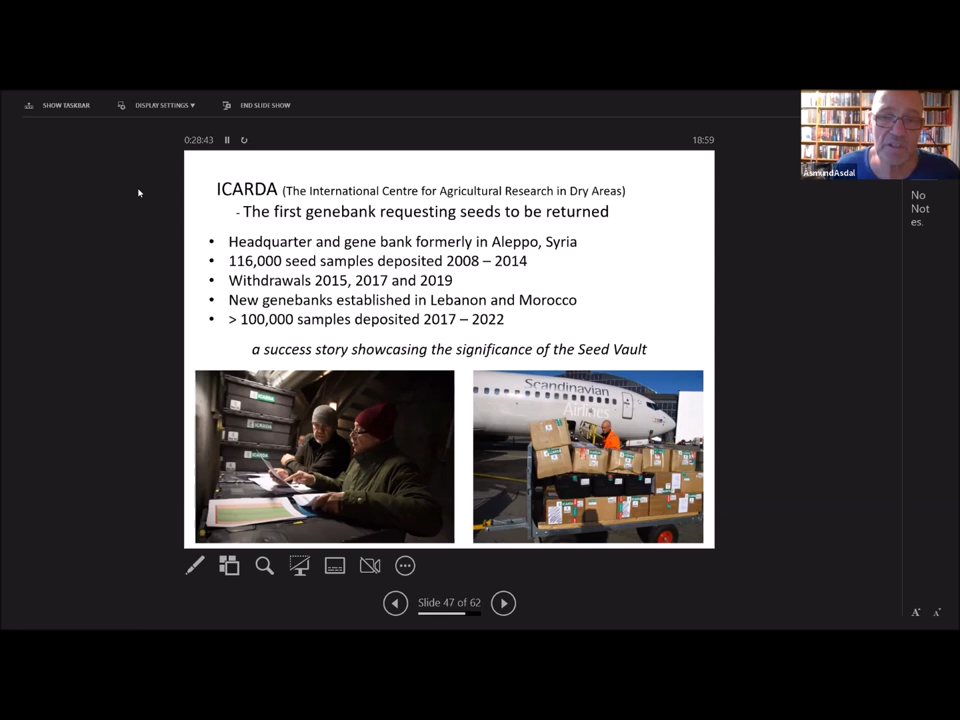 SHOW TASKBAR
DISPLAY SETTINGS ▾
END SLIDE SHOW
0:28:43
18:59
ÅsmundAsdal
No
Not
es.
ICARDA (The International Centre for Agricultural Research in Dry Areas)
- The first genebank requesting seeds to be returned
• Headquarter and gene bank formerly in Aleppo, Syria
• 116,000 seed samples deposited 2008 – 2014
• Withdrawals 2015, 2017 and 2019
• New genebanks established in Lebanon and Morocco
• > 100,000 samples deposited 2017 – 2022
a success story showcasing the significance of the Seed Vault
ICARDA
ICARDA
ICARDA
Scandinavian
Airlines
Slide 47 of 62
A
A